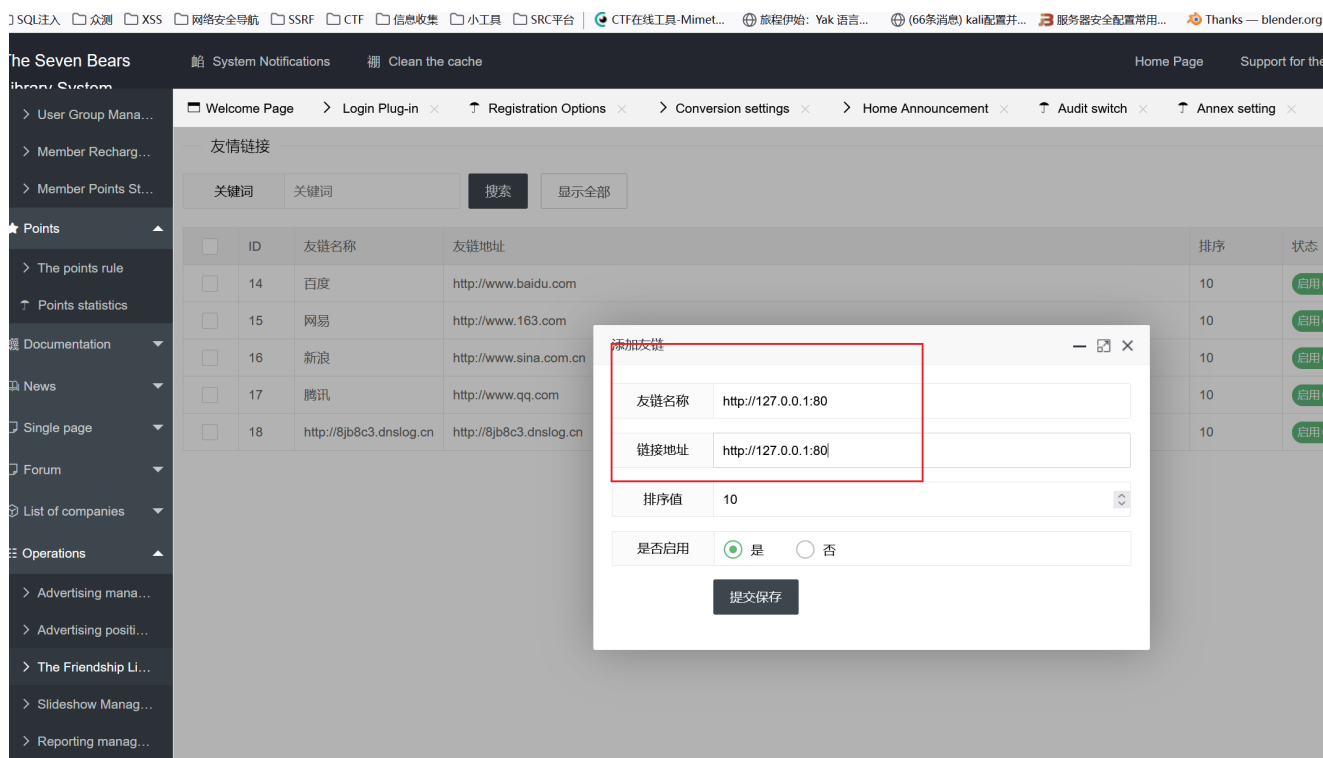 SQL注入 众测 XSS 网络安全导航 SSRF CTF 信息收集 小工具 SRC平台 CTF在线工具-Mimet... 旅程伊始：Yak 语言... (66条消息) kali配置并... 服务器安全配置常用... Thanks — blender.org
The Seven Bears
Library System
System Notifications Clean the cache Home Page Support for the
Welcome Page Login Plug-in Registration Options Conversion settings Home Announcement Audit switch Annex setting
User Group Mana...
Member Recharg...
Member Points St...
Points
The points rule
Points statistics
Documentation
News
Single page
Forum
List of companies
Operations
Advertising mana...
Advertising positi...
The Friendship Li...
Slideshow Manag...
Reporting manag...
友情链接
关键词 关键词 搜索 显示全部
ID 友链名称 友链地址 排序 状态
14 百度 http://www.baidu.com 10 启用
15 网易 http://www.163.com 10 启用
16 新浪 http://www.sina.com.cn 10 启用
17 腾讯 http://www.qq.com 10 启用
18 http://8jb8c3.dnslog.cn http://8jb8c3.dnslog.cn 10 启用
添加友链
友链名称 http://127.0.0.1:80
链接地址 http://127.0.0.1:80
排序值 10
是否启用 是 否
提交保存